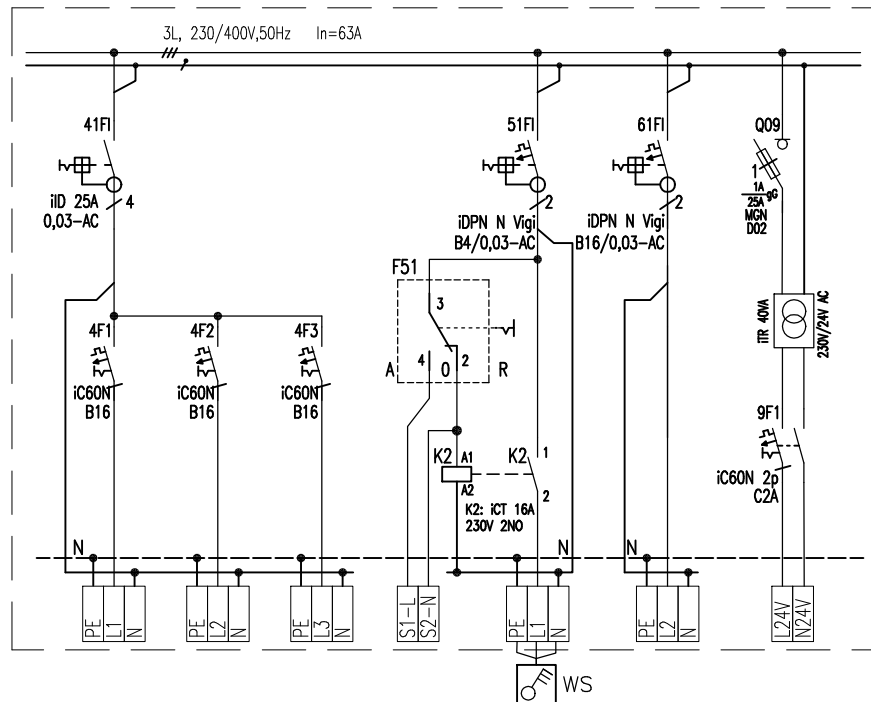 3L, 230/400V,50Hz In=63A
41FI
iID 25A
0,03-AC
4
51FI
2
iDPN N Vigi
B4/0,03-AC
61FI
2
iDPN N Vigi
B16/0,03-AC
Q09
1
1A
25A gG
MGN
D02
iTR 40VA
230V/24V AC
F51
3
4
2
A
0
R
4F1
iC60N
B16
4F2
iC60N
B16
4F3
iC60N
B16
9F1
iC60N 2p
C2A
K2
A1
A2
K2
1
2
K2: iCT 16A
230V 2NO
N
N
N
PE
L1
N
PE
L2
N
PE
L3
N
S1-L
S2-N
PE
L1
N
PE
L2
N
L24V
N24V
WS